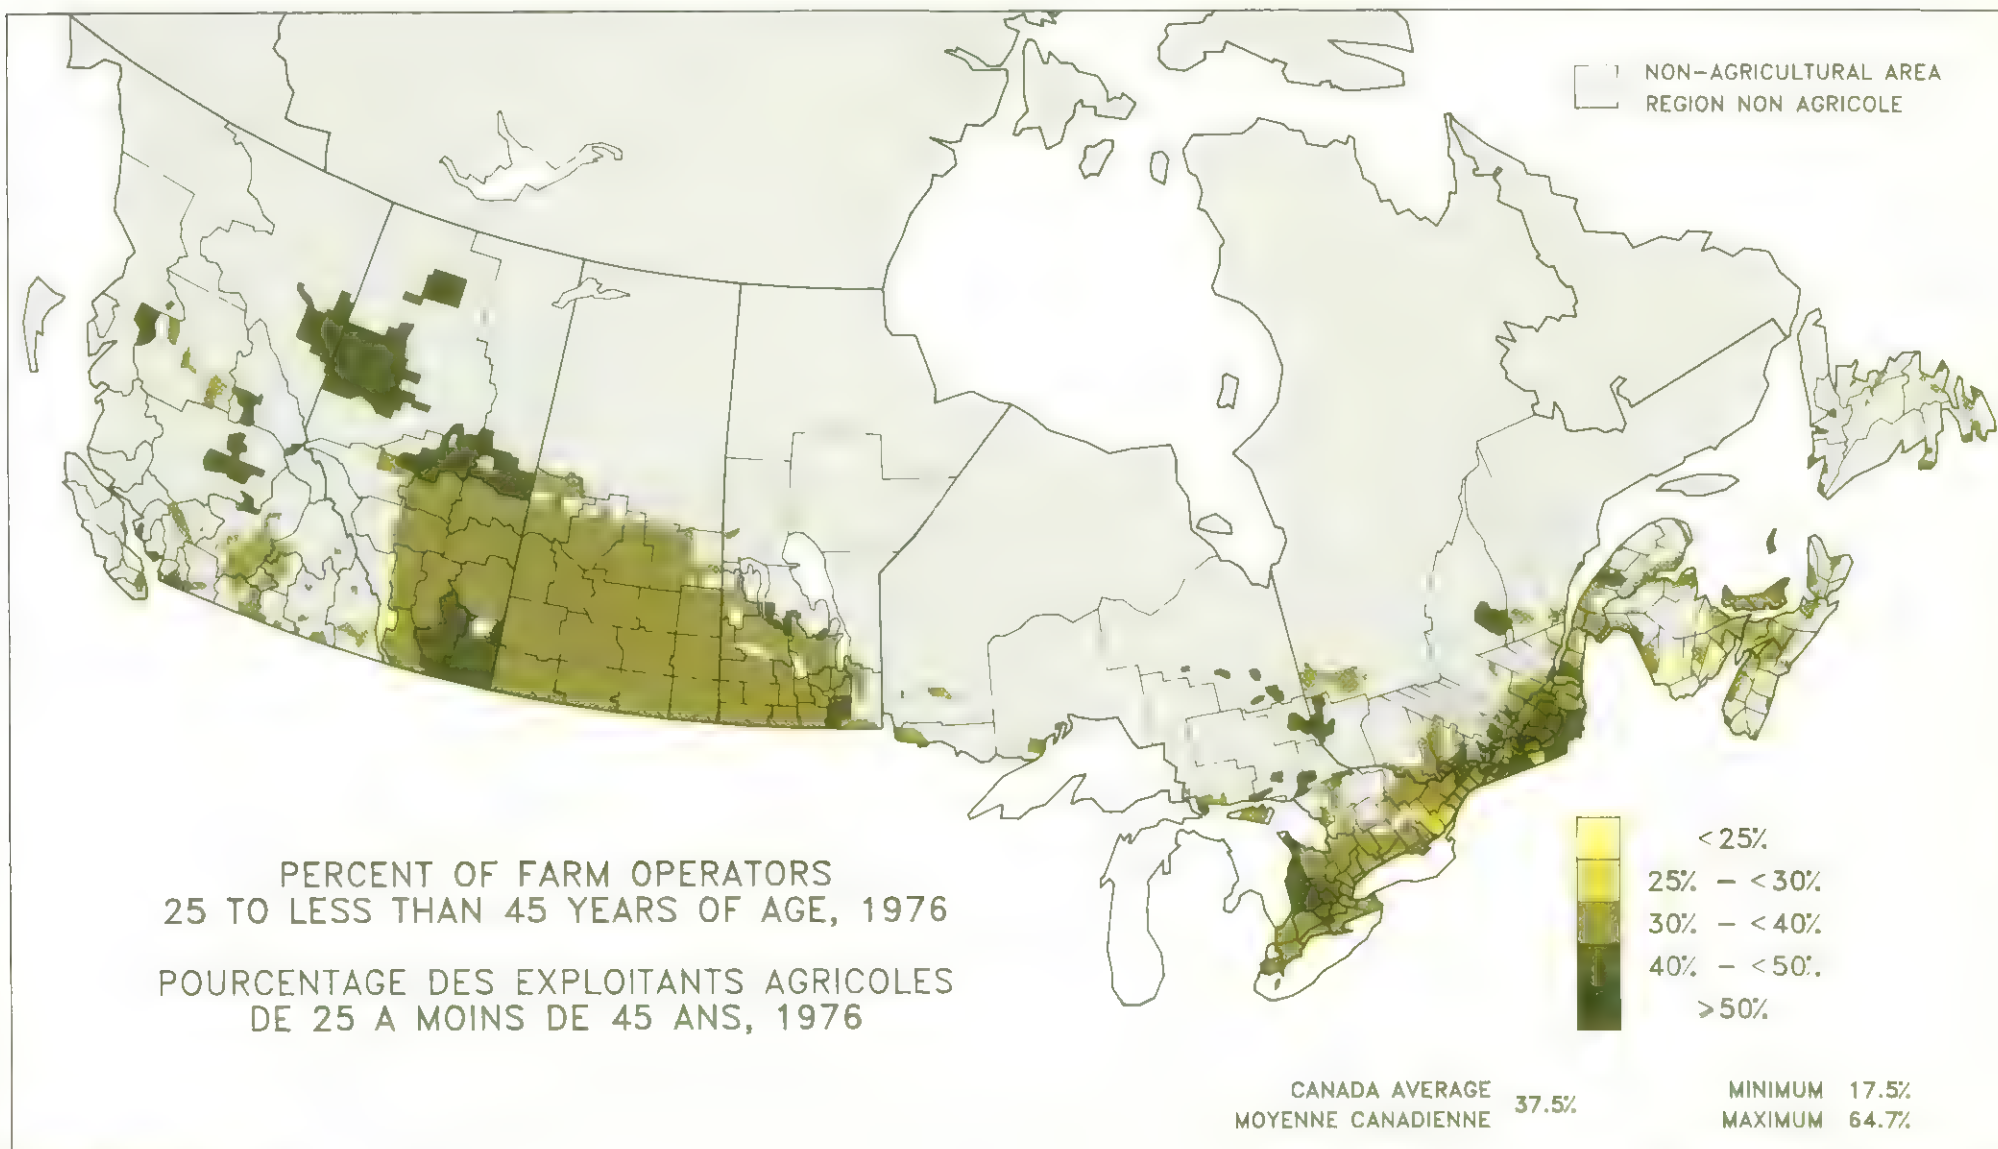 NON-AGRICULTURAL AREA
REGION NON AGRICOLE
PERCENT OF FARM OPERATORS
25 TO LESS THAN 45 YEARS OF AGE, 1976
POURCENTAGE DES EXPLOITANTS AGRICOLES
DE 25 A MOINS DE 45 ANS, 1976
<25%
25% – <30%
30% – <40%
40% – <50%
⩾50%
CANADA AVERAGE
MOYENNE CANADIENNE
37.5%
MINIMUM 17.5%
MAXIMUM 64.7%